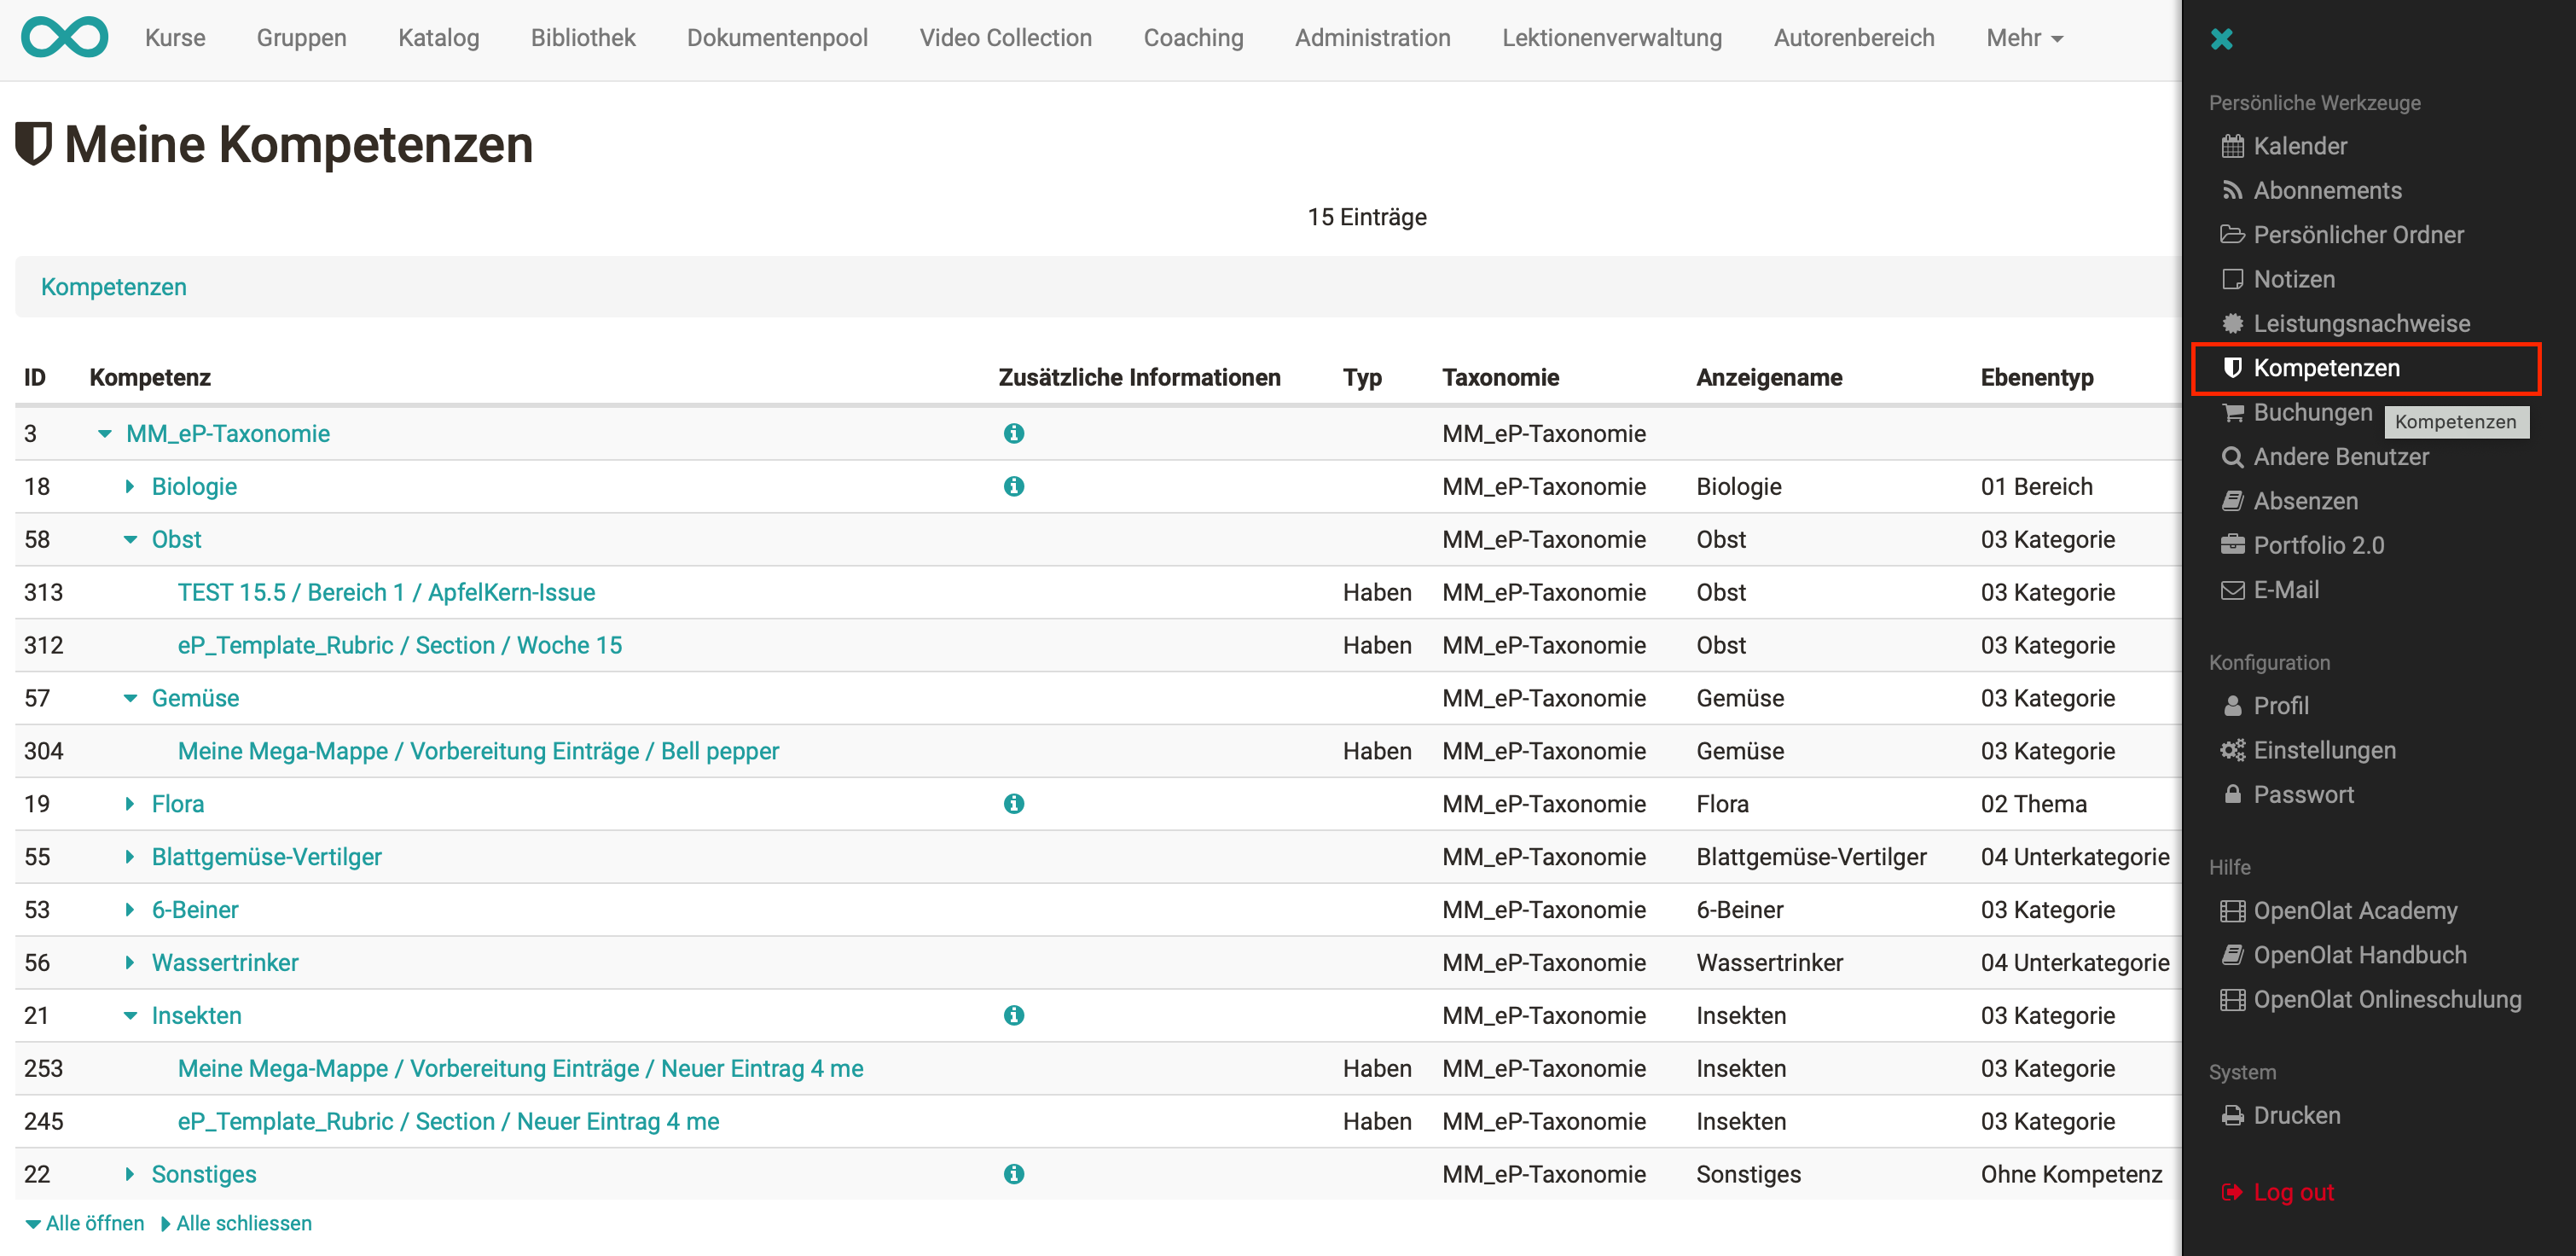 Kurse Gruppen Katalog Bibliothek Dokumentenpool Video Collection Coaching Administration Lektionenverwaltung Autorenbereich Mehr
Meine Kompetenzen
15 Einträge
Kompetenzen
ID Kompetenz Zusätzliche Informationen Typ Taxonomie Anzeigename Ebenentyp
3 MM_eP-Taxonomie MM_eP-Taxonomie
18 Biologie MM_eP-Taxonomie Biologie 01 Bereich
58 Obst MM_eP-Taxonomie Obst 03 Kategorie
313 TEST 15.5 / Bereich 1 / ApfelKern-Issue Haben MM_eP-Taxonomie Obst 03 Kategorie
312 eP_Template_Rubric / Section / Woche 15 Haben MM_eP-Taxonomie Obst 03 Kategorie
57 Gemüse MM_eP-Taxonomie Gemüse 03 Kategorie
304 Meine Mega-Mappe / Vorbereitung Einträge / Bell pepper Haben MM_eP-Taxonomie Gemüse 03 Kategorie
19 Flora MM_eP-Taxonomie Flora 02 Thema
55 Blattgemüse-Vertilger MM_eP-Taxonomie Blattgemüse-Vertilger 04 Unterkategorie
53 6-Beiner MM_eP-Taxonomie 6-Beiner 03 Kategorie
56 Wassertrinker MM_eP-Taxonomie Wassertrinker 04 Unterkategorie
21 Insekten MM_eP-Taxonomie Insekten 03 Kategorie
253 Meine Mega-Mappe / Vorbereitung Einträge / Neuer Eintrag 4 me Haben MM_eP-Taxonomie Insekten 03 Kategorie
245 eP_Template_Rubric / Section / Neuer Eintrag 4 me Haben MM_eP-Taxonomie Insekten 03 Kategorie
22 Sonstiges MM_eP-Taxonomie Sonstiges Ohne Kompetenz
Alle öffnen Alle schliessen
Persönliche Werkzeuge
Kalender
Abonnements
Persönlicher Ordner
Notizen
Leistungsnachweise
Kompetenzen
Buchungen
Kompetenzen
Andere Benutzer
Absenzen
Portfolio 2.0
E-Mail
Konfiguration
Profil
Einstellungen
Passwort
Hilfe
OpenOlat Academy
OpenOlat Handbuch
OpenOlat Onlineschulung
System
Drucken
Log out